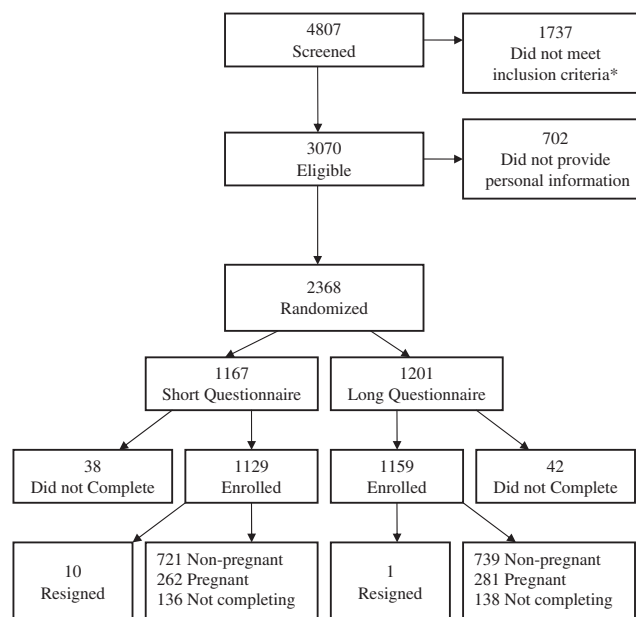 4807
Screened
1737
Did not meet
inclusion criteria*
3070
Eligible
702
Did not provide
personal information
2368
Randomized
1167
Short Questionnaire
1201
Long Questionnaire
38
Did not Complete
1129
Enrolled
1159
Enrolled
42
Did not Complete
10
Resigned
721 Non-pregnant
262 Pregnant
136 Not completing
1
Resigned
739 Non-pregnant
281 Pregnant
138 Not completing